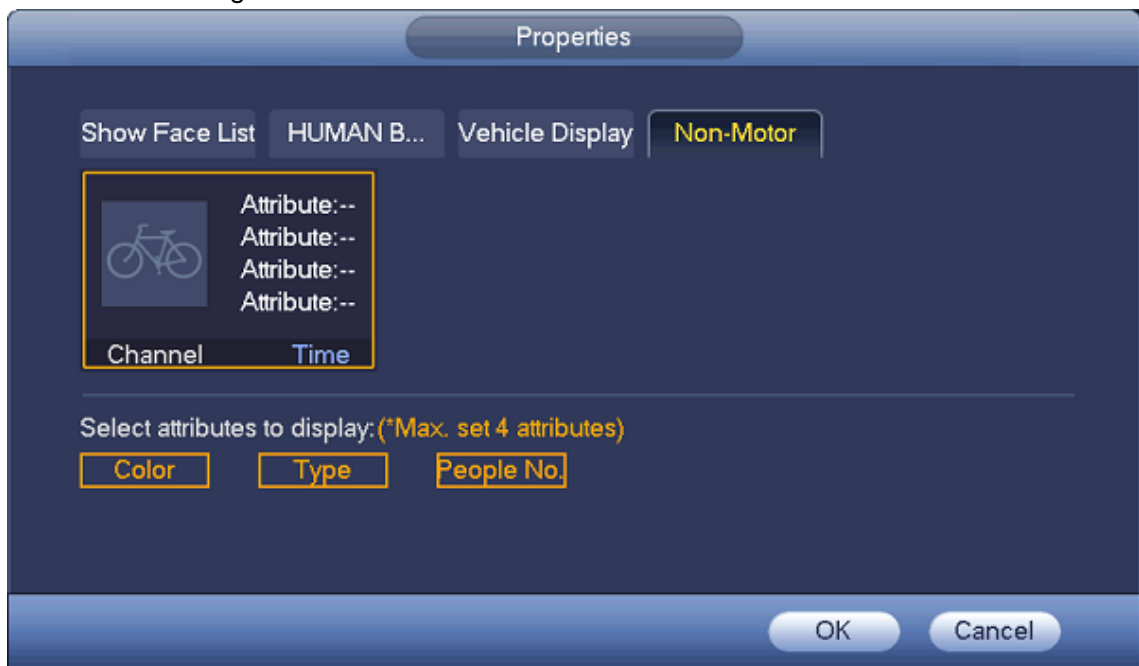 Properties
Show Face List HUMAN B... Vehicle Display Non-Motor
Attribute:--
Attribute:--
Attribute:--
Attribute:--
Channel Time
Select attributes to display:(*Max. set 4 attributes)
Color Type People No.
OK Cancel